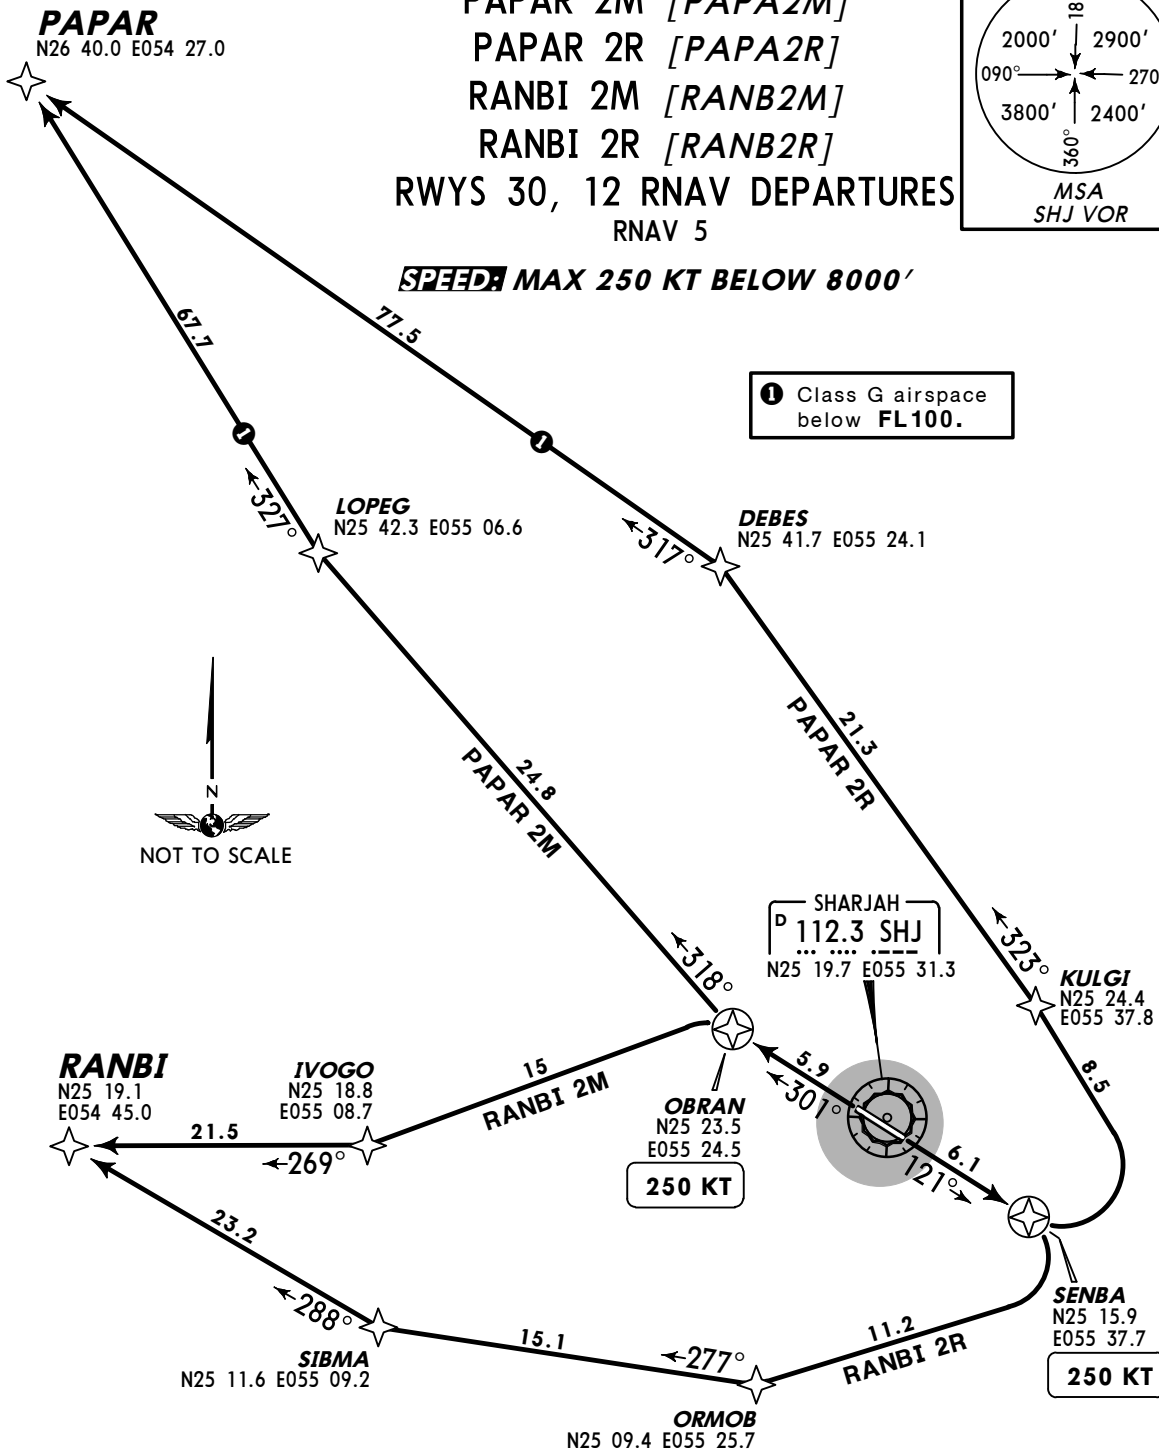 PAPAR 2M [PAPA2M]
PAPAR 2R [PAPA2R]
RANBI 2M [RANB2M]
RANBI 2R [RANB2R]
RWYS 30, 12 RNAV DEPARTURES
RNAV 5
SPEED: MAX 250 KT BELOW 8000'
PAPAR
N26 40.0 E054 27.0
18
2000' 2900'
090° 270
3800' 2400'
360°
MSA
SHJ VOR
67.7
77.5
1 Class G airspace
below FL100.
1
1
327°
LOPEG
N25 42.3 E055 06.6
317°
DEBES
N25 41.7 E055 24.1
24.8
PAPAR 2M
21.3
PAPAR 2R
N
NOT TO SCALE
SHARJAH
D 112.3 SHJ
N25 19.7 E055 31.3
318°
323°
KULGI
N25 24.4
E055 37.8
8.5
RANBI
N25 19.1
E054 45.0
IVOGO
N25 18.8
E055 08.7
15
RANBI 2M
5.9
301°
OBRAN
N25 23.5
E055 24.5
250 KT
6.1
121°
21.5
269°
23.2
288°
SIBMA
N25 11.6 E055 09.2
15.1
277°
11.2
RANBI 2R
SENBA
N25 15.9
E055 37.7
250 KT
ORMOB
N25 09.4 E055 25.7